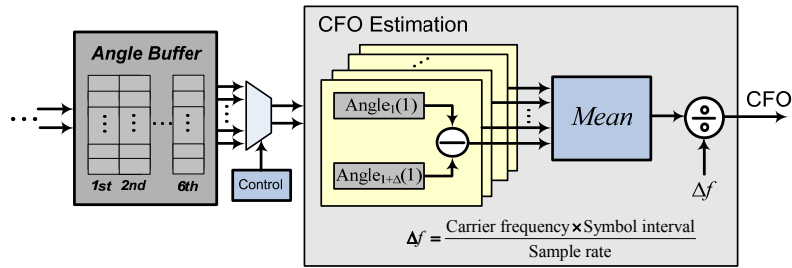 CFO Estimation
Angle Buffer
1st 2nd 6th
Control
Angle₁(1)
Angle₁₊Δ(1)
Mean
CFO
Δf
Δf = Carrier frequency×Symbol interval
Sample rate